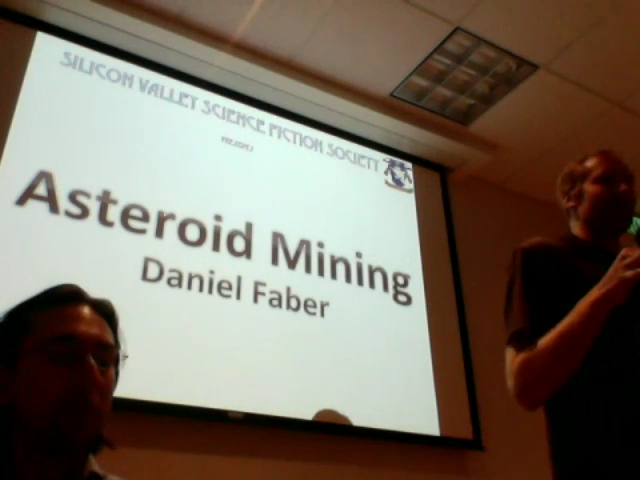 SILICON VALLEY SCIENCE FICTION SOCIETY
Asteroid Mining
Daniel Faber